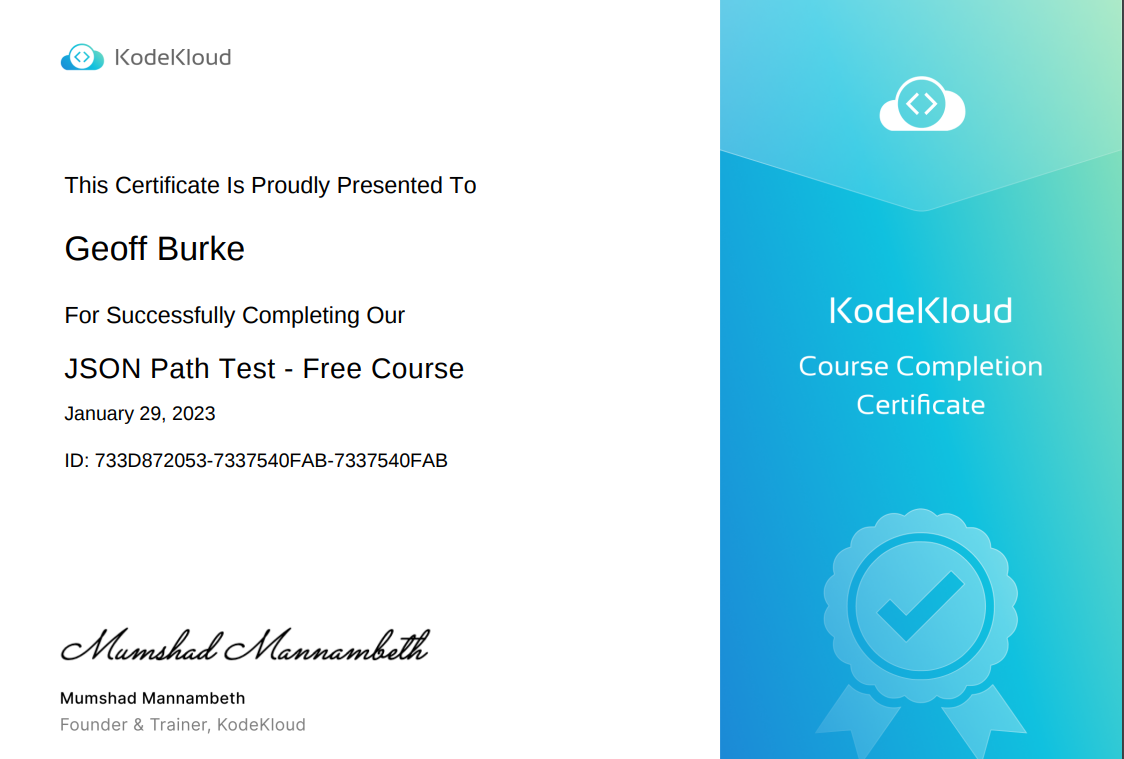 KodeKloud
This Certificate Is Proudly Presented To
Geoff Burke
For Successfully Completing Our
JSON Path Test - Free Course
January 29, 2023
ID: 733D872053-7337540FAB-7337540FAB
Mumshad Mannambeth
Mumshad Mannambeth
Founder & Trainer, KodeKloud
KodeKloud
Course Completion
Certificate